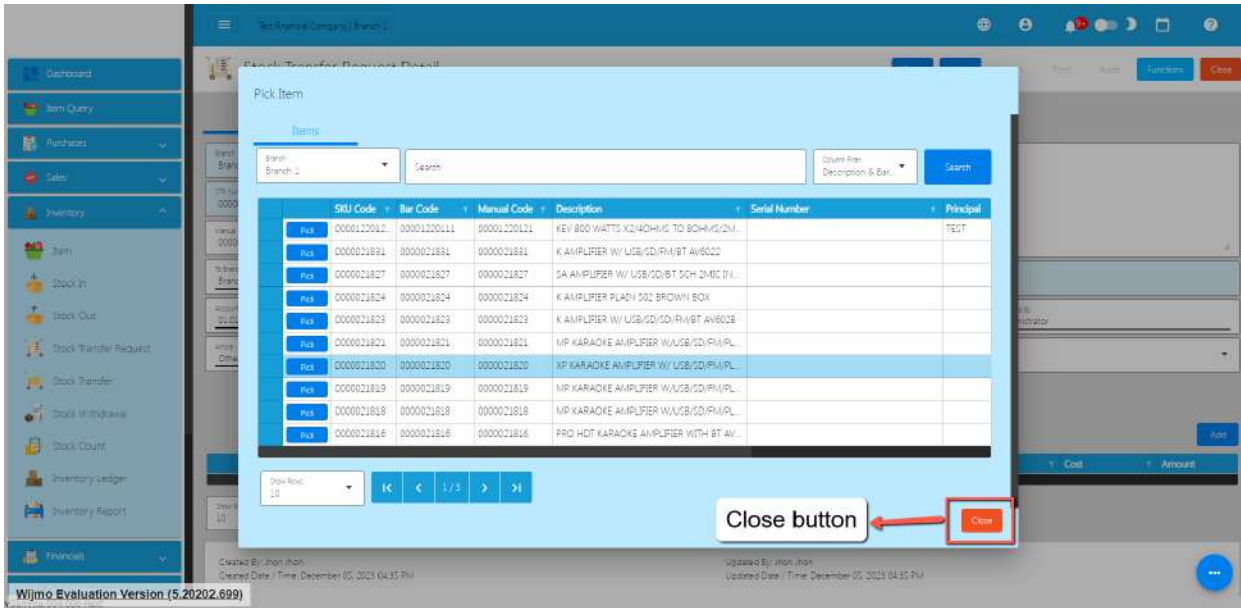 Test Financial Company | Branch 1
9+
Dashboard
Item Query
Purchases
Sales
Inventory
Item
Stock In
Stock Out
Stock Transfer Request
Stock Transfer
Stock Withdrawal
Stock Count
Inventory Ledger
Inventory Report
Financials
Stock Transfer Request Detail
Functions
Close
Pick Item
Items
Branch
Branch 1
Search
Column Filter
Description & Bar...
Search
SKU Code Bar Code Manual Code Description Serial Number Principal
Pick 000122012... 00001220111 00001220121 KEV 800 WATTS X2/4OHMS TO 8OHMS/2M... TEST
Pick 0000021831 0000021831 0000021831 K AMPLIFIER W/ USB/SD/FM/BT AV6022
Pick 0000021827 0000021827 0000021827 SA AMPLIFIER W/ USB/SD/BT 5CH 2MIC IN...
Pick 0000021824 0000021824 0000021824 K AMPLIFIER PLAIN 502 BROWN BOX
Pick 0000021823 0000021823 0000021823 K AMPLIFIER W/ USB/SD/SD/FM/BT AV602B
Pick 0000021821 0000021821 0000021821 MP KARAOKE AMPLIFIER W/USB/SD/FM/PL...
Pick 0000021820 0000021820 0000021820 XP KARAOKE AMPLIFIER W/ USB/SD/FM/PL...
Pick 0000021819 0000021819 0000021819 MP KARAOKE AMPLIFIER W/USB/SD/FM/PL...
Pick 0000021818 0000021818 0000021818 MP KARAOKE AMPLIFIER W/USB/SD/FM/PL...
Pick 0000021816 0000021816 0000021816 PRO HDT KARAOKE AMPLIFIER WITH BT AV...
Show Rows
10
1/5
Close button
Close
Add
Cost Amount
Created By: Jhon Jhon
Created Date / Time: December 05, 2023 04:35 PM
Updated By: Jhon Jhon
Updated Date / Time: December 05, 2023 04:35 PM
Wijmo Evaluation Version (5.20202.699)